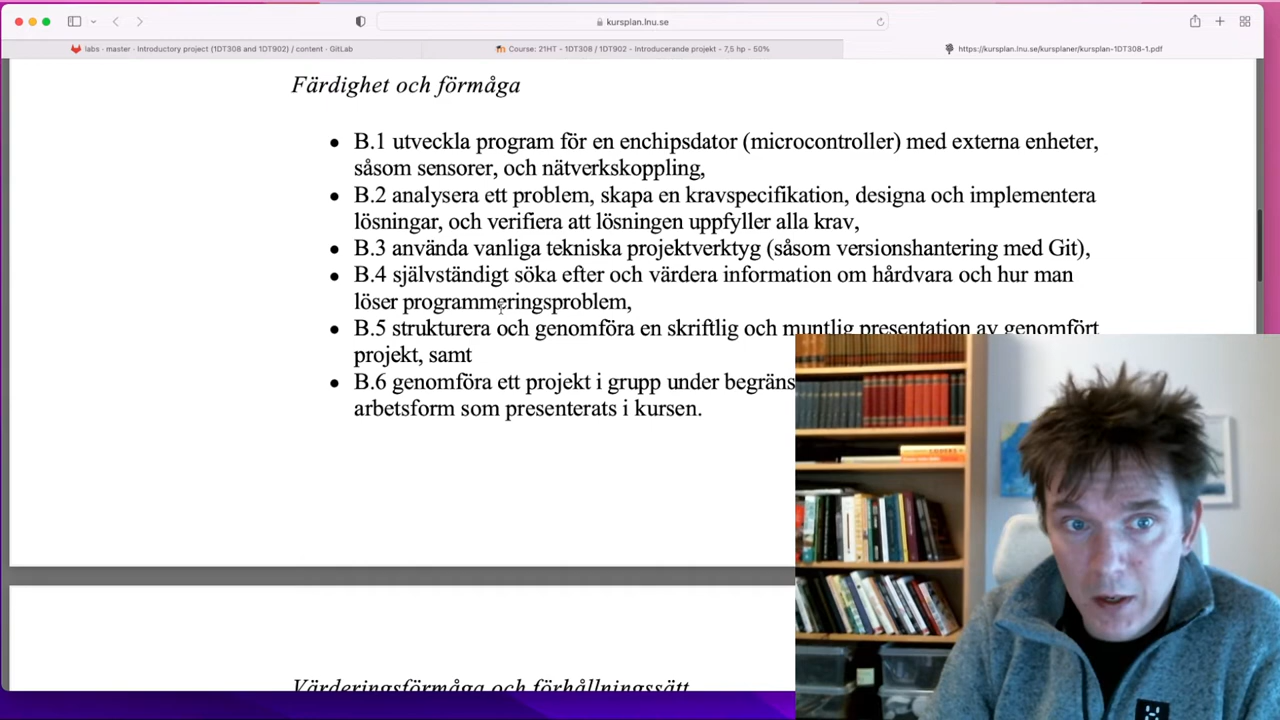 kursplan.lnu.se
labs · master · Introductory project (1DT308 and 1DT902) / content · GitLab
Course: 21HT - 1DT308 / 1DT902 - Introducerande projekt - 7,5 hp - 50%
https://kursplan.lnu.se/kursplaner/kursplan-1DT308-1.pdf
Färdighet och förmåga
• B.1 utveckla program för en enchipsdator (microcontroller) med externa enheter,
såsom sensorer, och nätverkskoppling,
• B.2 analysera ett problem, skapa en kravspecifikation, designa och implementera
lösningar, och verifiera att lösningen uppfyller alla krav,
• B.3 använda vanliga tekniska projektverktyg (såsom versionshantering med Git),
• B.4 självständigt söka efter och värdera information om hårdvara och hur man
löser programmeringsproblem,
• B.5 strukturera och genomföra en skriftlig och muntlig presentation av genomfört
projekt, samt
• B.6 genomföra ett projekt i grupp under begräns
arbetsform som presenterats i kursen.
Värderingsförmåga och förhållningssätt